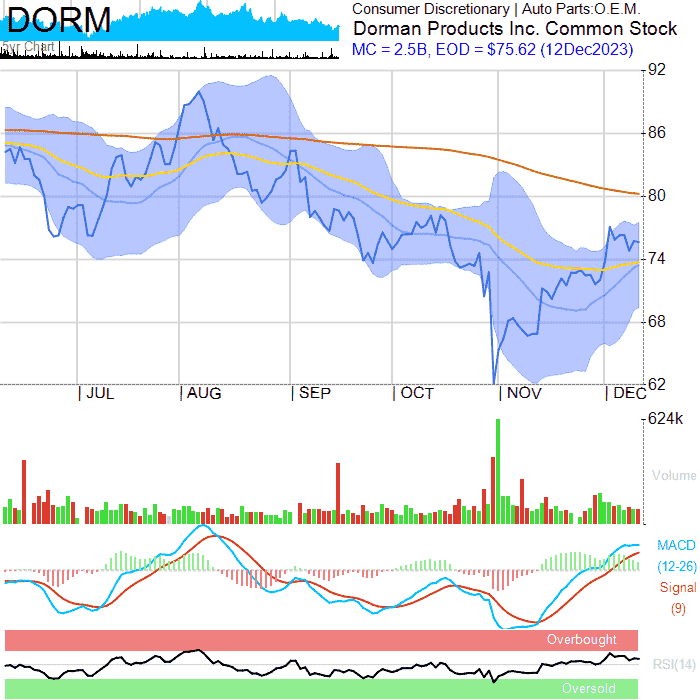 DORM
5yr Chart
Consumer Discretionary | Auto Parts:O.E.M.
Dorman Products Inc. Common Stock
MC = 2.5B, EOD = $75.62 (12Dec2023)
92
86
80
74
68
62
JUL AUG SEP OCT NOV DEC
624k
Volume
MACD
(12-26)
Signal
(9)
Overbought
RSI(14)
Oversold